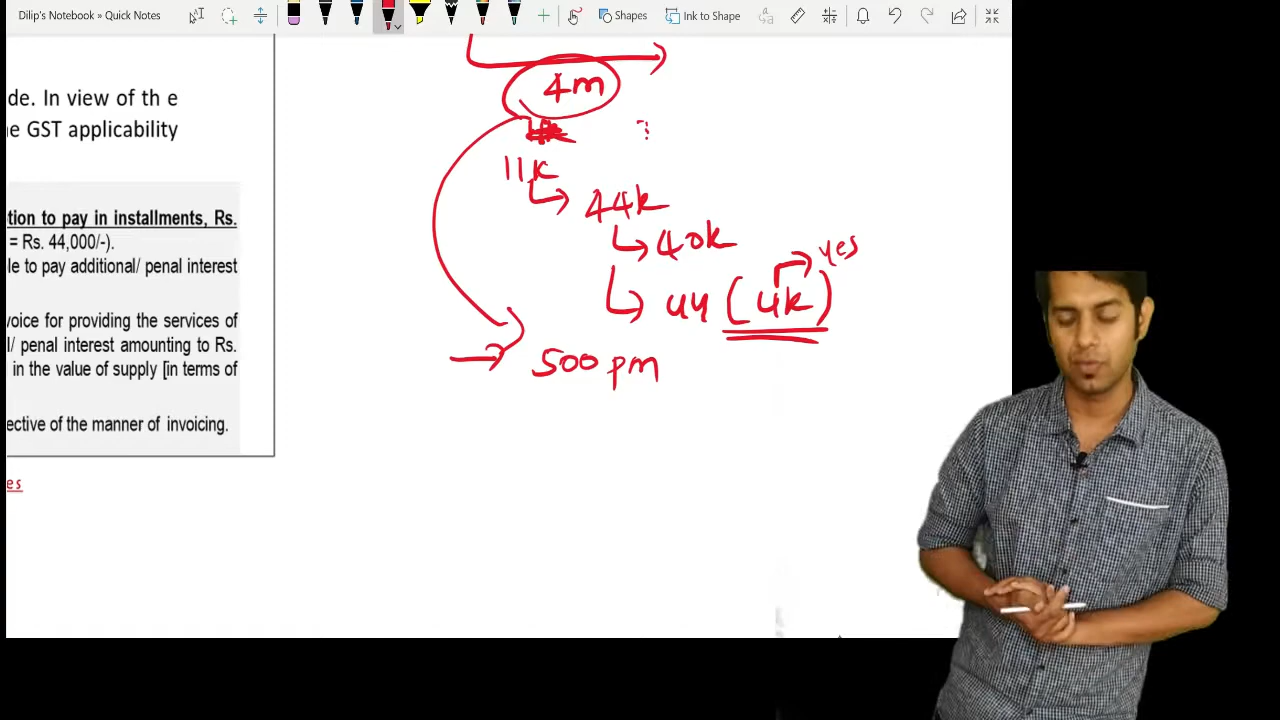 Dilip's Notebook » Quick Notes
Shapes
Ink to Shape
de. In view of th e
e GST applicability
tion to pay in installments, Rs.
= Rs. 44,000/-).
le to pay additional/ penal interest
voice for providing the services of
l/ penal interest amounting to Rs.
in the value of supply [in terms of
ective of the manner of invoicing.
es
4m
11k
44k
40k
yes
44 (4k)
500 pm